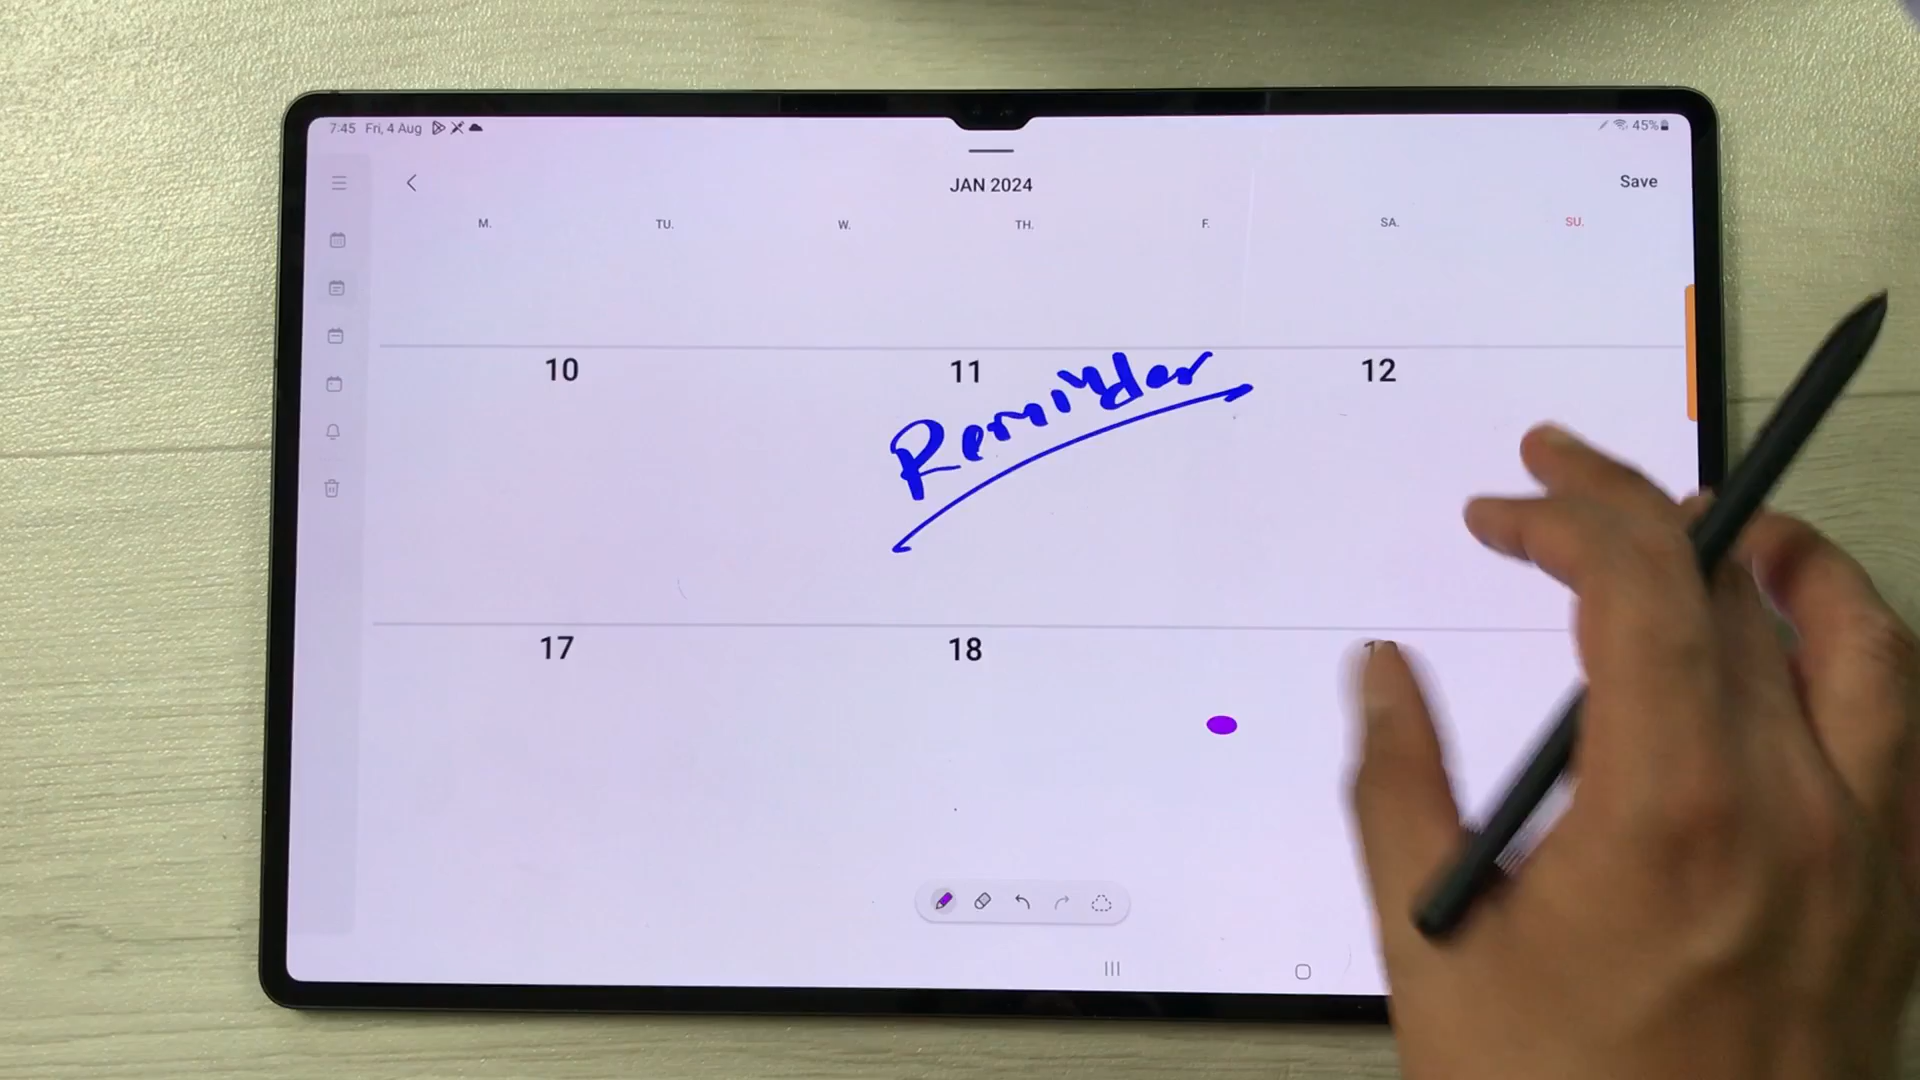 7:45 Fri, 4 Aug 45%
JAN 2024
Save
M. TU. W. TH. F. SA. SU.
10 11 12
Reminder
17 18